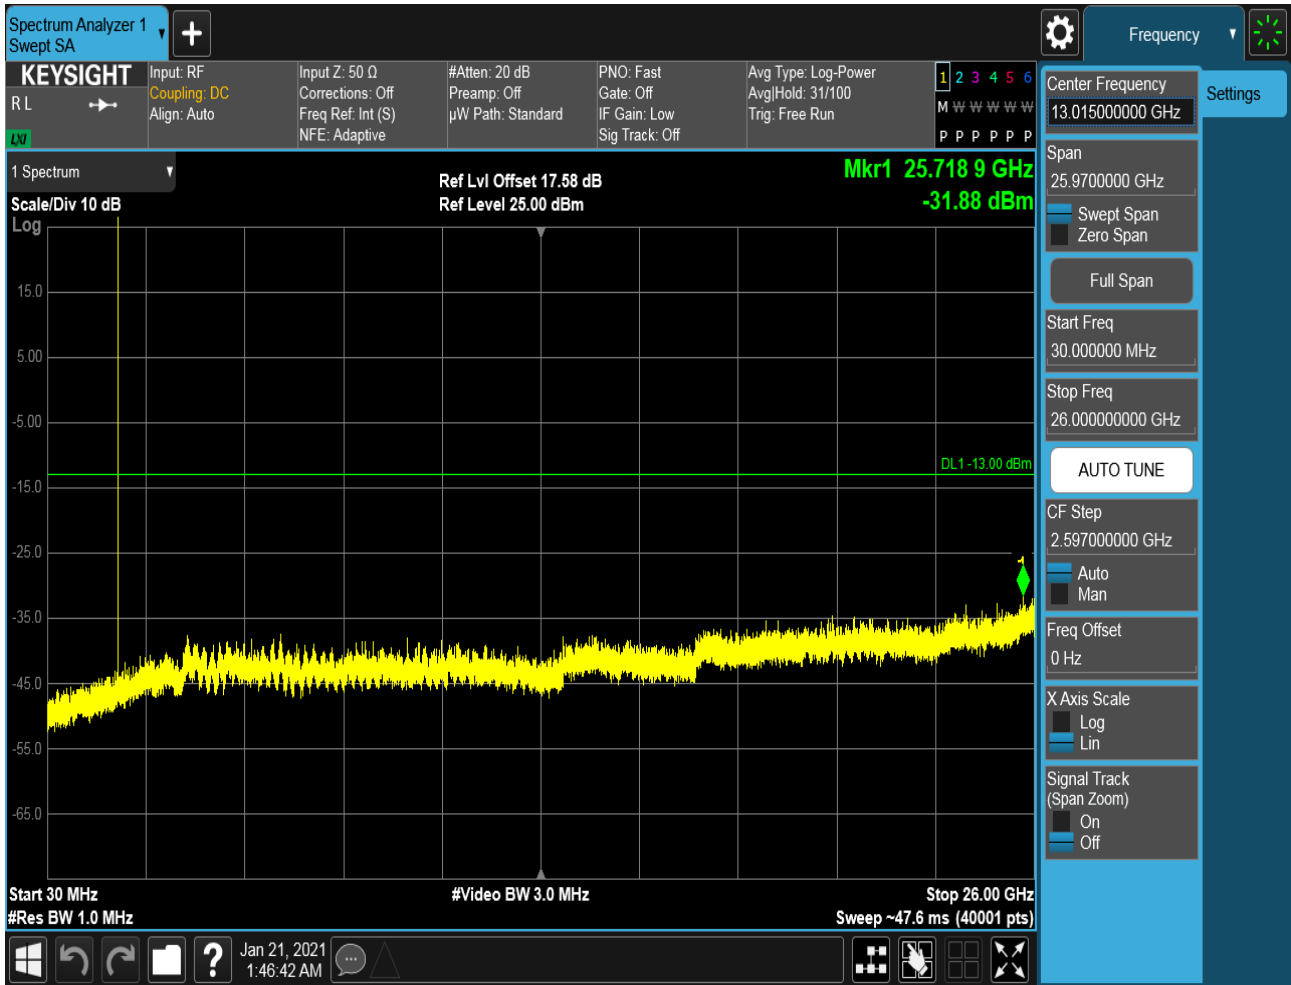 Spectrum Analyzer 1
Swept SA
Frequency
KEYSIGHT
R L
LXI
Input: RF
Coupling: DC
Align: Auto
Input Z: 50 Ω
Corrections: Off
Freq Ref: Int (S)
NFE: Adaptive
#Atten: 20 dB
Preamp: Off
µW Path: Standard
PNO: Fast
Gate: Off
IF Gain: Low
Sig Track: Off
Avg Type: Log-Power
Avg|Hold: 31/100
Trig: Free Run
1 2 3 4 5 6
M W W W W W
P P P P P P
1 Spectrum
Scale/Div 10 dB
Log
Ref Lvl Offset 17.58 dB
Ref Level 25.00 dBm
Mkr1 25.718 9 GHz
-31.88 dBm
15.0
5.00
-5.00
-15.0
-25.0
-35.0
-45.0
-55.0
-65.0
DL1 -13.00 dBm
1
Start 30 MHz
#Res BW 1.0 MHz
#Video BW 3.0 MHz
Stop 26.00 GHz
Sweep ~47.6 ms (40001 pts)
Jan 21, 2021
1:46:42 AM
Center Frequency
13.015000000 GHz
Settings
Span
25.9700000 GHz
Swept Span
Zero Span
Full Span
Start Freq
30.000000 MHz
Stop Freq
26.000000000 GHz
AUTO TUNE
CF Step
2.597000000 GHz
Auto
Man
Freq Offset
0 Hz
X Axis Scale
Log
Lin
Signal Track
(Span Zoom)
On
Off